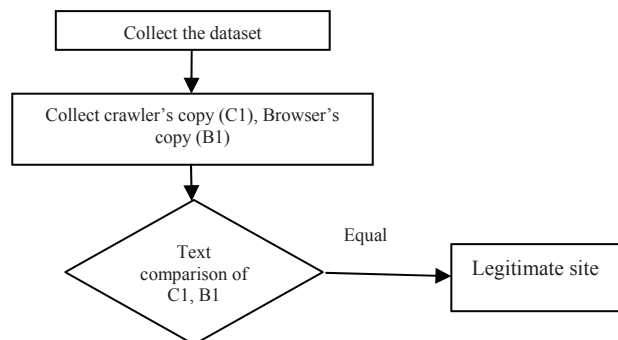 Collect the dataset
Collect crawler’s copy (C1), Browser’s
copy (B1)
Equal
Text
comparison of
C1, B1
Legitimate site